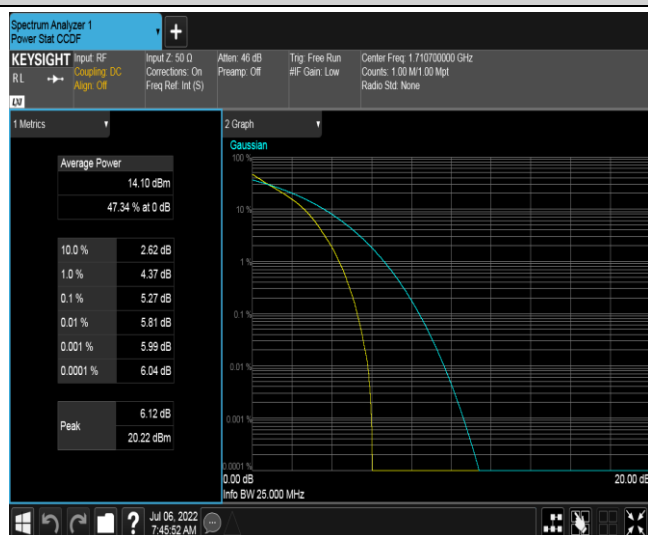 Spectrum Analyzer 1
Power Stat CCDF
+
KEYSIGHT
RL
LXI
Input: RF
Coupling: DC
Align: Off
Input Z: 50 Ω
Corrections: On
Freq Ref: Int (S)
Atten: 46 dB
Preamp: Off
Trig: Free Run
#IF Gain: Low
Center Freq: 1.710700000 GHz
Counts: 1.00 M/1.00 Mpt
Radio Std: None
1 Metrics
Average Power
14.10 dBm
47.34 % at 0 dB
10.0 % 2.62 dB
1.0 % 4.37 dB
0.1 % 5.27 dB
0.01 % 5.81 dB
0.001 % 5.99 dB
0.0001 % 6.04 dB
Peak
6.12 dB
20.22 dBm
2 Graph
Gaussian
100 %
10 %
1 %
0.1 %
0.01 %
0.001 %
0.0001 %
0.00 dB
20.00 dB
Info BW 25.000 MHz
?
Jul 06, 2022
7:45:52 AM